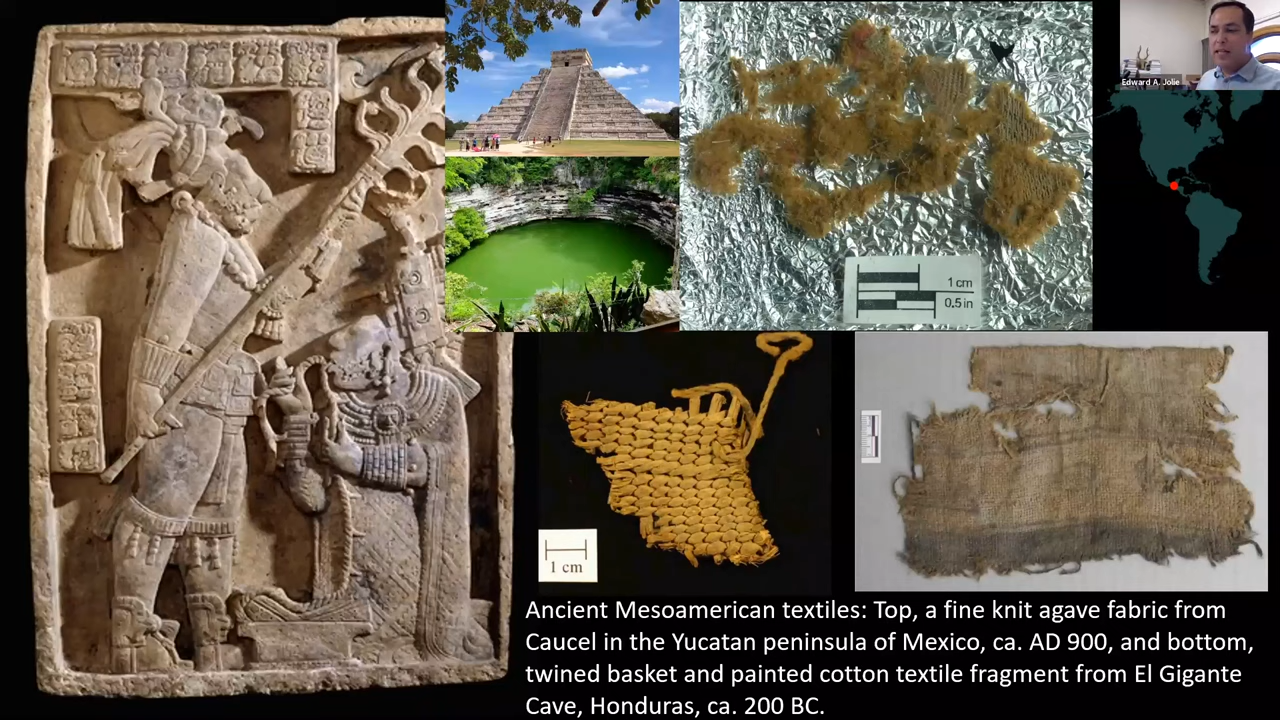 Edward A. Jolie
1 cm
0.5 in
1 cm
Ancient Mesoamerican textiles: Top, a fine knit agave fabric from
Caucel in the Yucatan peninsula of Mexico, ca. AD 900, and bottom,
twined basket and painted cotton textile fragment from El Gigante
Cave, Honduras, ca. 200 BC.